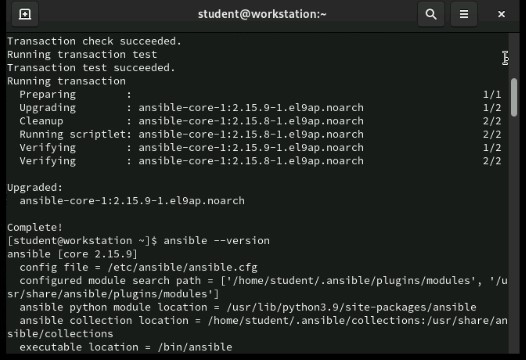 student@workstation:~
Transaction check succeeded.
Running transaction test
Transaction test succeeded.
Running transaction
  Preparing        :                                                        1/1
  Upgrading        : ansible-core-1:2.15.9-1.el9ap.noarch                   1/2
  Cleanup          : ansible-core-1:2.15.8-1.el9ap.noarch                   2/2
  Running scriptlet: ansible-core-1:2.15.8-1.el9ap.noarch                   2/2
  Verifying        : ansible-core-1:2.15.9-1.el9ap.noarch                   1/2
  Verifying        : ansible-core-1:2.15.8-1.el9ap.noarch                   2/2
Upgraded:
  ansible-core-1:2.15.9-1.el9ap.noarch
Complete!
[student@workstation ~]$ ansible --version
ansible [core 2.15.9]
  config file = /etc/ansible/ansible.cfg
  configured module search path = ['/home/student/.ansible/plugins/modules', '/u
sr/share/ansible/plugins/modules']
  ansible python module location = /usr/lib/python3.9/site-packages/ansible
  ansible collection location = /home/student/.ansible/collections:/usr/share/an
sible/collections
  executable location = /bin/ansible